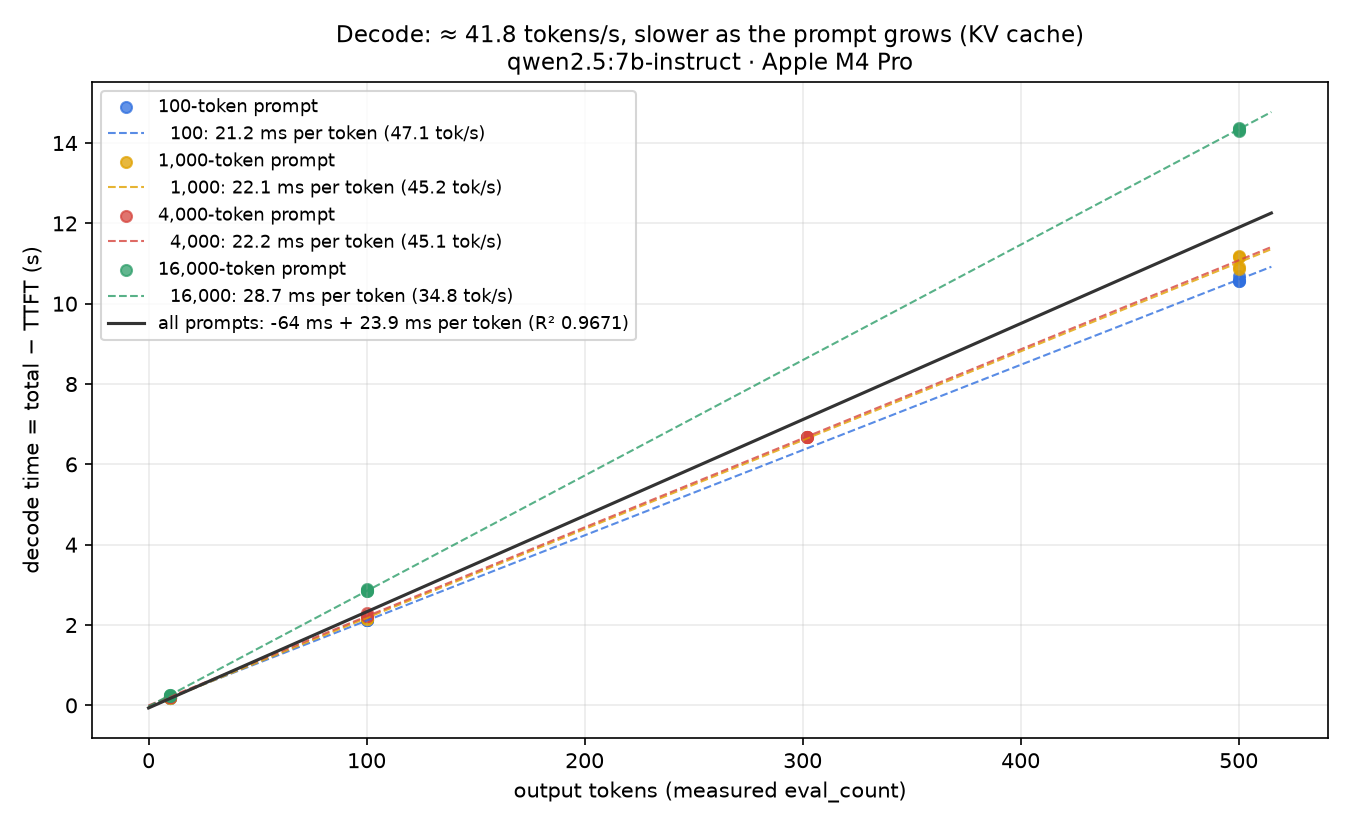 Decode: ≈ 41.8 tokens/s, slower as the prompt grows (KV cache)
qwen2.5:7b-instruct · Apple M4 Pro
100-token prompt
100: 21.2 ms per token (47.1 tok/s)
1,000-token prompt
1,000: 22.1 ms per token (45.2 tok/s)
4,000-token prompt
4,000: 22.2 ms per token (45.1 tok/s)
16,000-token prompt
16,000: 28.7 ms per token (34.8 tok/s)
all prompts: -64 ms + 23.9 ms per token (R² 0.9671)
decode time = total − TTFT (s)
14
12
10
8
6
4
2
0
0 100 200 300 400 500
output tokens (measured eval_count)